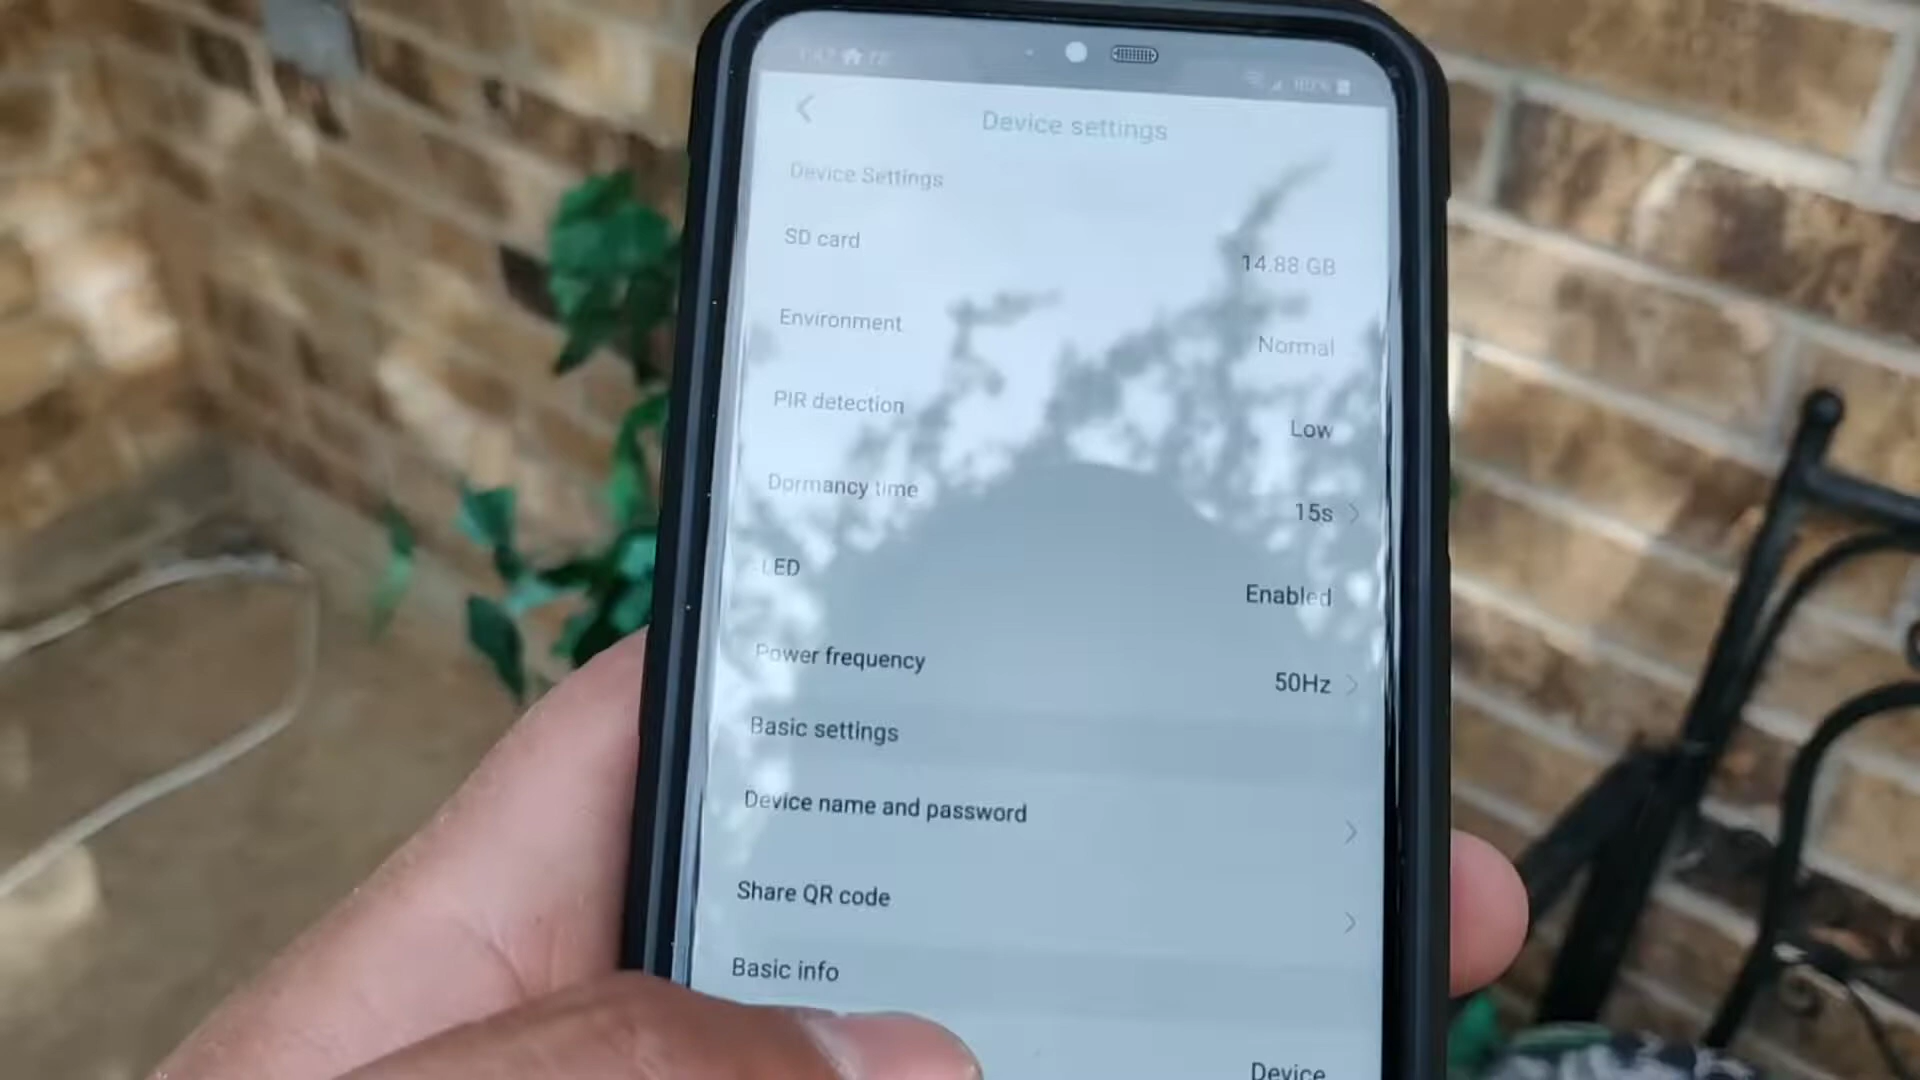 Device settings
Device Settings
SD card
14.88 GB
Environment
Normal
PIR detection
Low
Dormancy time
15s
LED
Enabled
Power frequency
50Hz
Basic settings
Device name and password
Share QR code
Basic info
Device